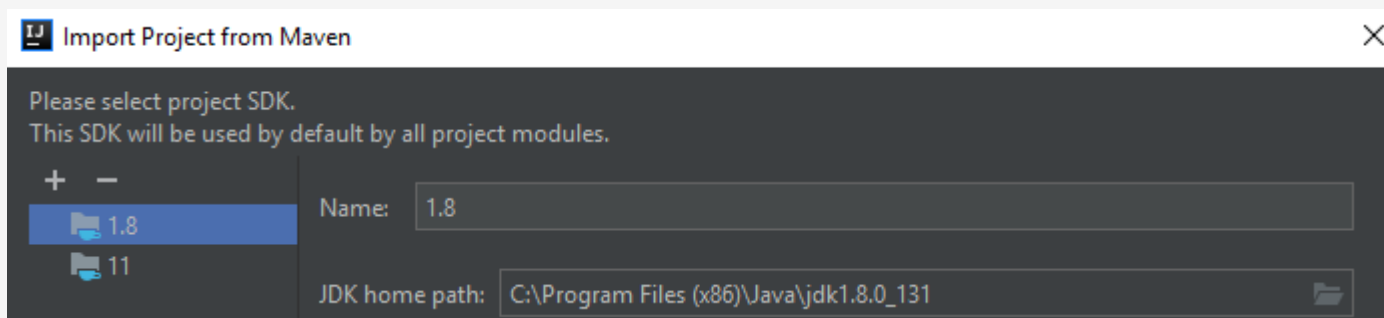 IJ Import Project from Maven
Please select project SDK.
This SDK will be used by default by all project modules.
1.8
Name: 1.8
11
JDK home path: C:\Program Files (x86)\Java\jdk1.8.0_131